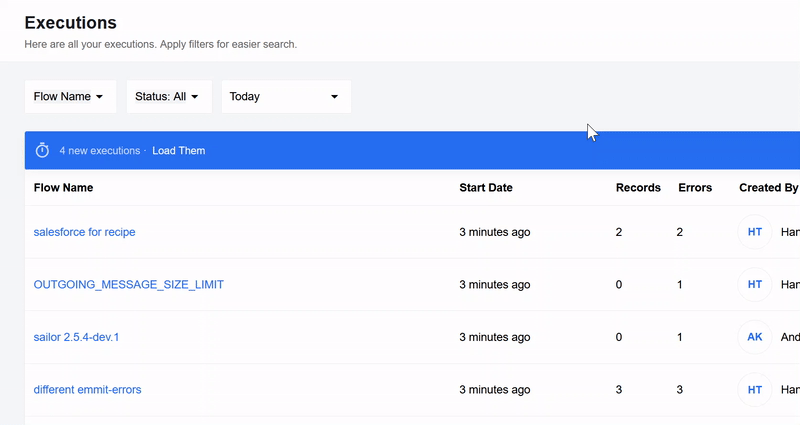 Executions
Here are all your executions. Apply filters for easier search.
Flow Name Status: All Today
4 new executions · Load Them
Flow Name Start Date Records Errors Created By
salesforce for recipe 3 minutes ago 2 2 HT Han
OUTGOING_MESSAGE_SIZE_LIMIT 3 minutes ago 0 1 HT Han
sailor 2.5.4-dev.1 3 minutes ago 0 1 AK And
different emmit-errors 3 minutes ago 3 3 HT Han